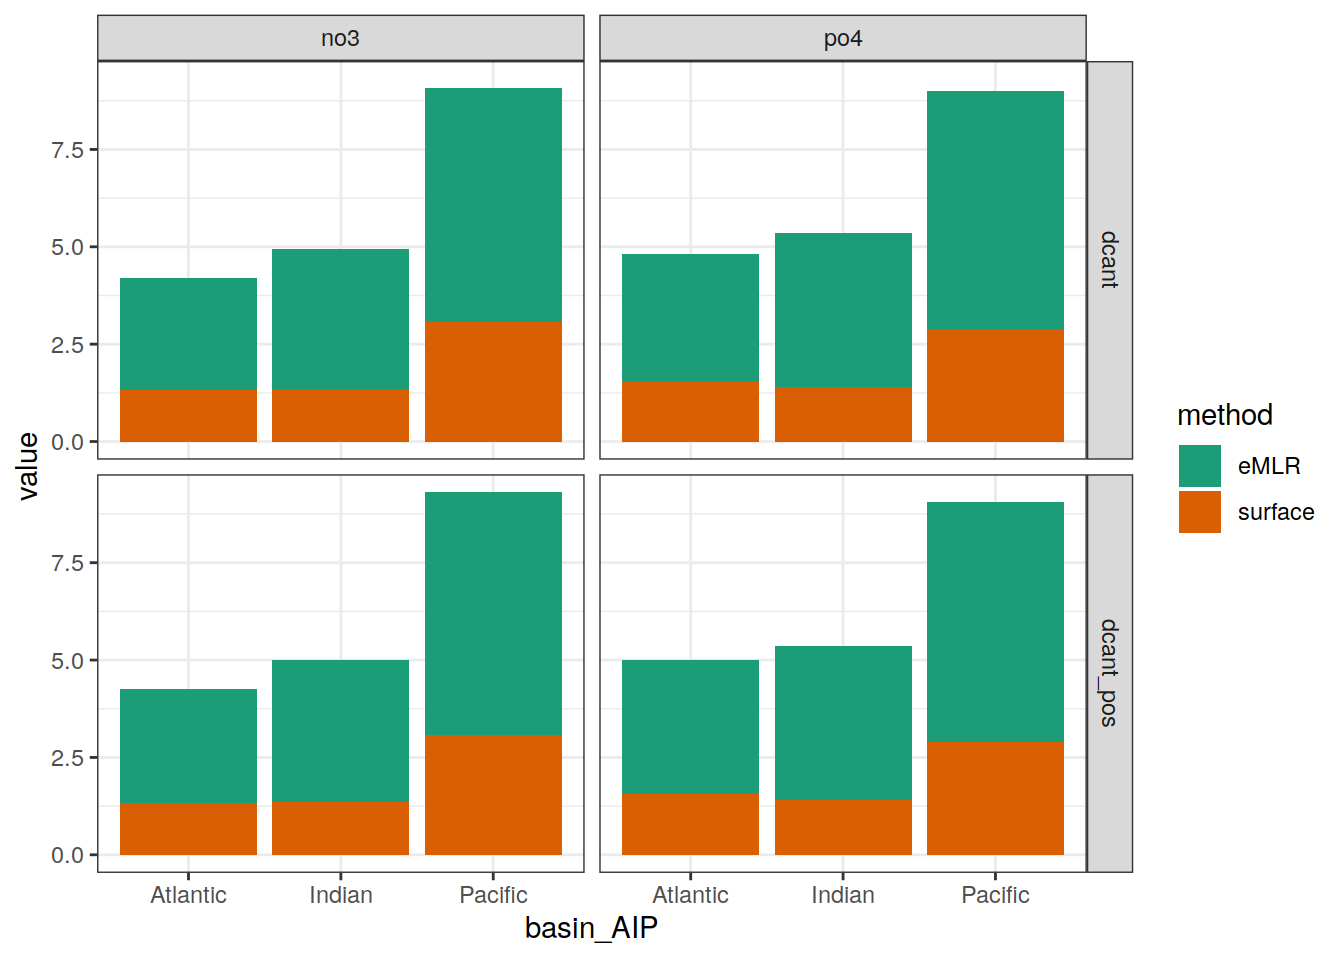 no3 po4
7.5
5.0
2.5
0.0
dcant
7.5
5.0
2.5
0.0
dcant_pos
value
Atlantic Indian Pacific Atlantic Indian Pacific
basin_AIP
method
eMLR
surface